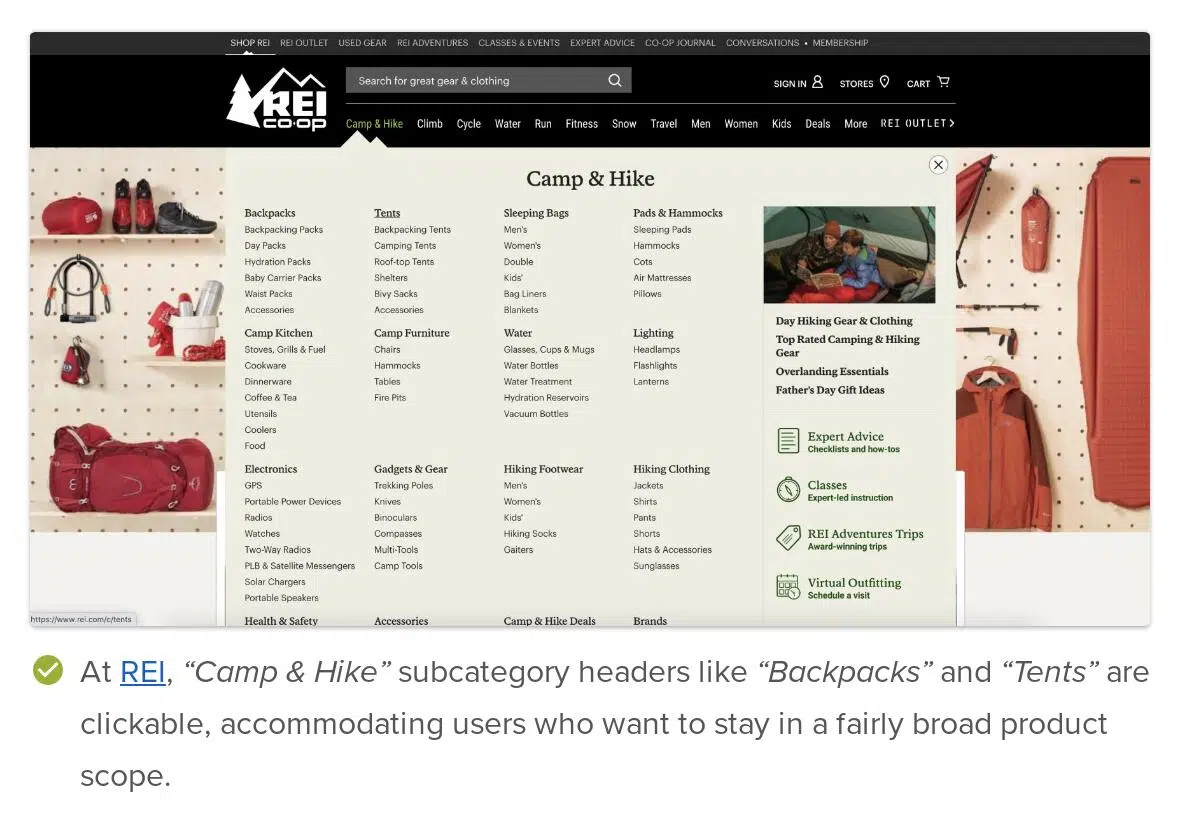 SHOP REI REI OUTLET USED GEAR REI ADVENTURES CLASSES & EVENTS EXPERT ADVICE CO-OP JOURNAL CONVERSATIONS • MEMBERSHIP
REI
CO·OP
Search for great gear & clothing
SIGN IN STORES CART
Camp & Hike Climb Cycle Water Run Fitness Snow Travel Men Women Kids Deals More REI OUTLET
Camp & Hike
Backpacks
Backpacking Packs
Day Packs
Hydration Packs
Baby Carrier Packs
Waist Packs
Accessories
Tents
Backpacking Tents
Camping Tents
Roof-top Tents
Shelters
Bivy Sacks
Accessories
Sleeping Bags
Men's
Women's
Double
Kids'
Bag Liners
Blankets
Pads & Hammocks
Sleeping Pads
Hammocks
Cots
Air Mattresses
Pillows
Camp Kitchen
Stoves, Grills & Fuel
Cookware
Dinnerware
Coffee & Tea
Utensils
Coolers
Food
Camp Furniture
Chairs
Hammocks
Tables
Fire Pits
Water
Glasses, Cups & Mugs
Water Bottles
Water Treatment
Hydration Reservoirs
Vacuum Bottles
Lighting
Headlamps
Flashlights
Lanterns
Electronics
GPS
Portable Power Devices
Radios
Watches
Two-Way Radios
PLB & Satellite Messengers
Solar Chargers
Portable Speakers
Gadgets & Gear
Trekking Poles
Knives
Binoculars
Compasses
Multi-Tools
Camp Tools
Hiking Footwear
Men's
Women's
Kids'
Hiking Socks
Gaiters
Hiking Clothing
Jackets
Shirts
Pants
Shorts
Hats & Accessories
Sunglasses
Health & Safety
Accessories
Camp & Hike Deals
Brands
Day Hiking Gear & Clothing
Top Rated Camping & Hiking
Gear
Overlanding Essentials
Father's Day Gift Ideas
Expert Advice
Checklists and how-tos
Classes
Expert-led instruction
REI Adventures Trips
Award-winning trips
Virtual Outfitting
Schedule a visit
https://www.rei.com/c/tents
At REI, “Camp & Hike” subcategory headers like “Backpacks” and “Tents” are
clickable, accommodating users who want to stay in a fairly broad product
scope.